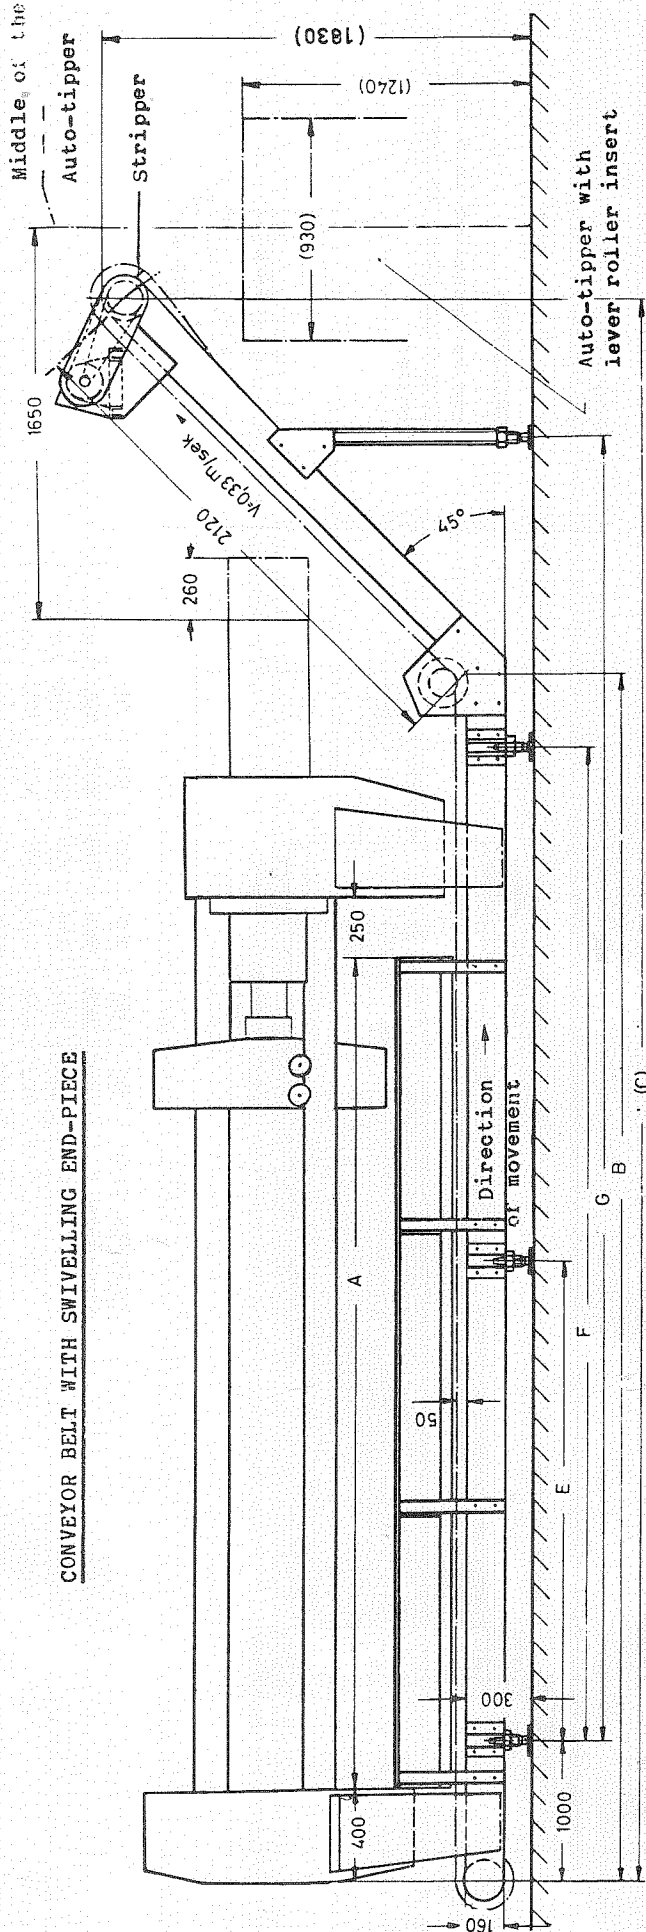 CONVEYOR BELT WITH SWIVELLING END-PIECE
Middle of the
Auto-tipper
Stripper
(1830)
(1240)
(930)
1650
260
2120
V=0,33 m/sek
45°
Auto-tipper with
lever roller insert
250
A
Direction
of movement
50
400
300
1000
160
E
F
G
B
(C)